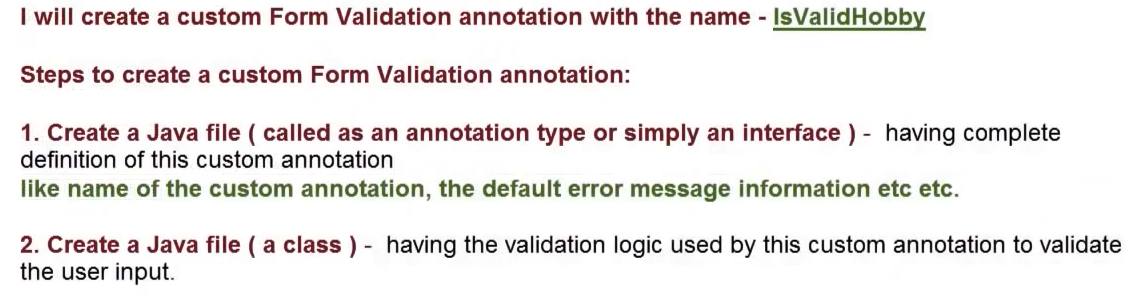 I will create a custom Form Validation annotation with the name - IsValidHobby
Steps to create a custom Form Validation annotation:
1. Create a Java file ( called as an annotation type or simply an interface ) - having complete
definition of this custom annotation
like name of the custom annotation, the default error message information etc etc.
2. Create a Java file ( a class ) - having the validation logic used by this custom annotation to validate
the user input.